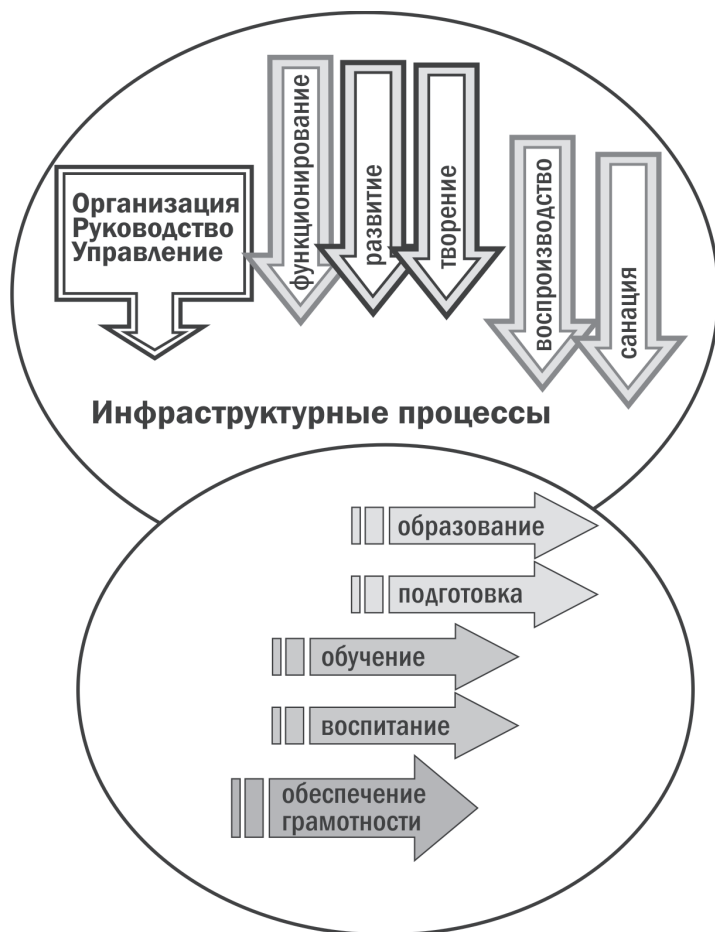 Организация
Руководство
Управление
функционирование
развитие
творение
воспроизводство
санация
Инфраструктурные процессы
образование
подготовка
обучение
воспитание
обеспечение
грамотности